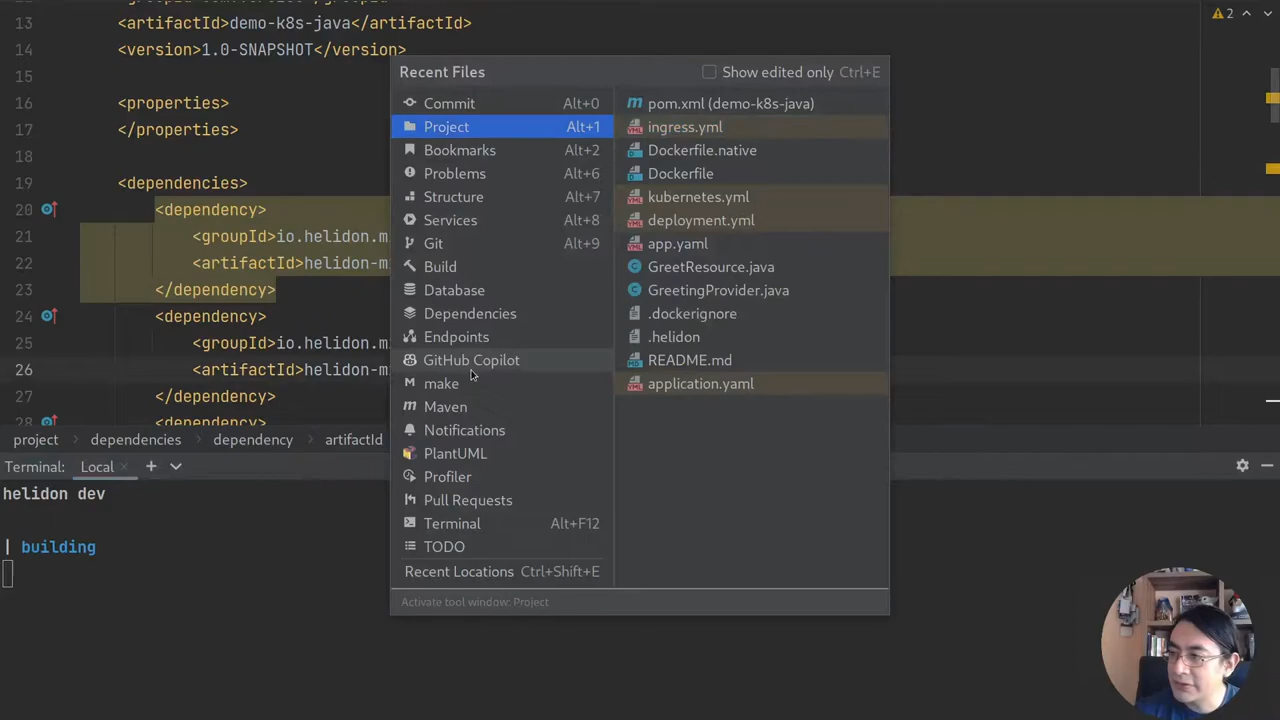 13 <artifactId>demo-k8s-java</artifactId>
14 <version>1.0-SNAPSHOT</version>
15
16 <properties>
17 </properties>
18
19 <dependencies>
20 <dependency>
21 <groupId>io.helidon.mi
22 <artifactId>helidon-mi
23 </dependency>
24 <dependency>
25 <groupId>io.helidon.mi
26 <artifactId>helidon-mi
27 </dependency>
28
2
project > dependencies > dependency > artifactId
Recent Files
Show edited only Ctrl+E
Commit Alt+0
Project Alt+1
Bookmarks Alt+2
Problems Alt+6
Structure Alt+7
Services Alt+8
Git Alt+9
Build
Database
Dependencies
Endpoints
GitHub Copilot
make
Maven
Notifications
PlantUML
Profiler
Pull Requests
Terminal Alt+F12
TODO
Recent Locations Ctrl+Shift+E
pom.xml (demo-k8s-java)
ingress.yml
Dockerfile.native
Dockerfile
kubernetes.yml
deployment.yml
app.yaml
GreetResource.java
GreetingProvider.java
.dockerignore
.helidon
README.md
application.yaml
Activate tool window: Project
Terminal: Local
helidon dev
| building